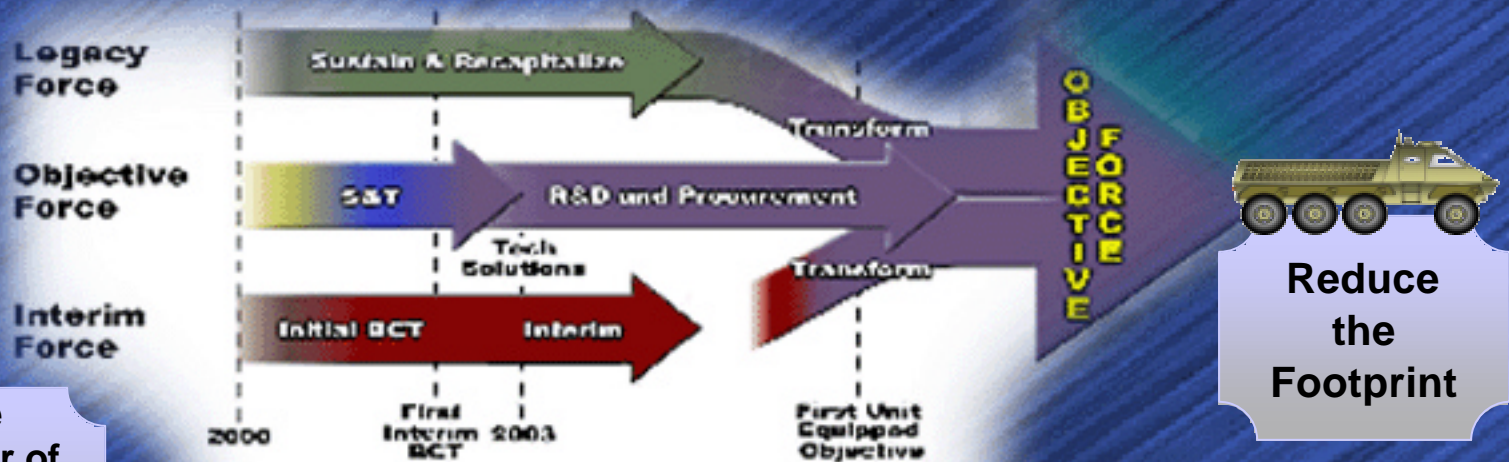 Legacy
Force
Sustain & Recapitalize
Transform
Objective
Force
S&T
R&D and Procurement
Tech
Solutions
Transform
Interim
Force
Initial BCT
Interim
2000
First
Interim
BCT
2003
First Unit
Equipped
Objective
OBJECTIVE
FORCE
Reduce
the
Footprint
r of